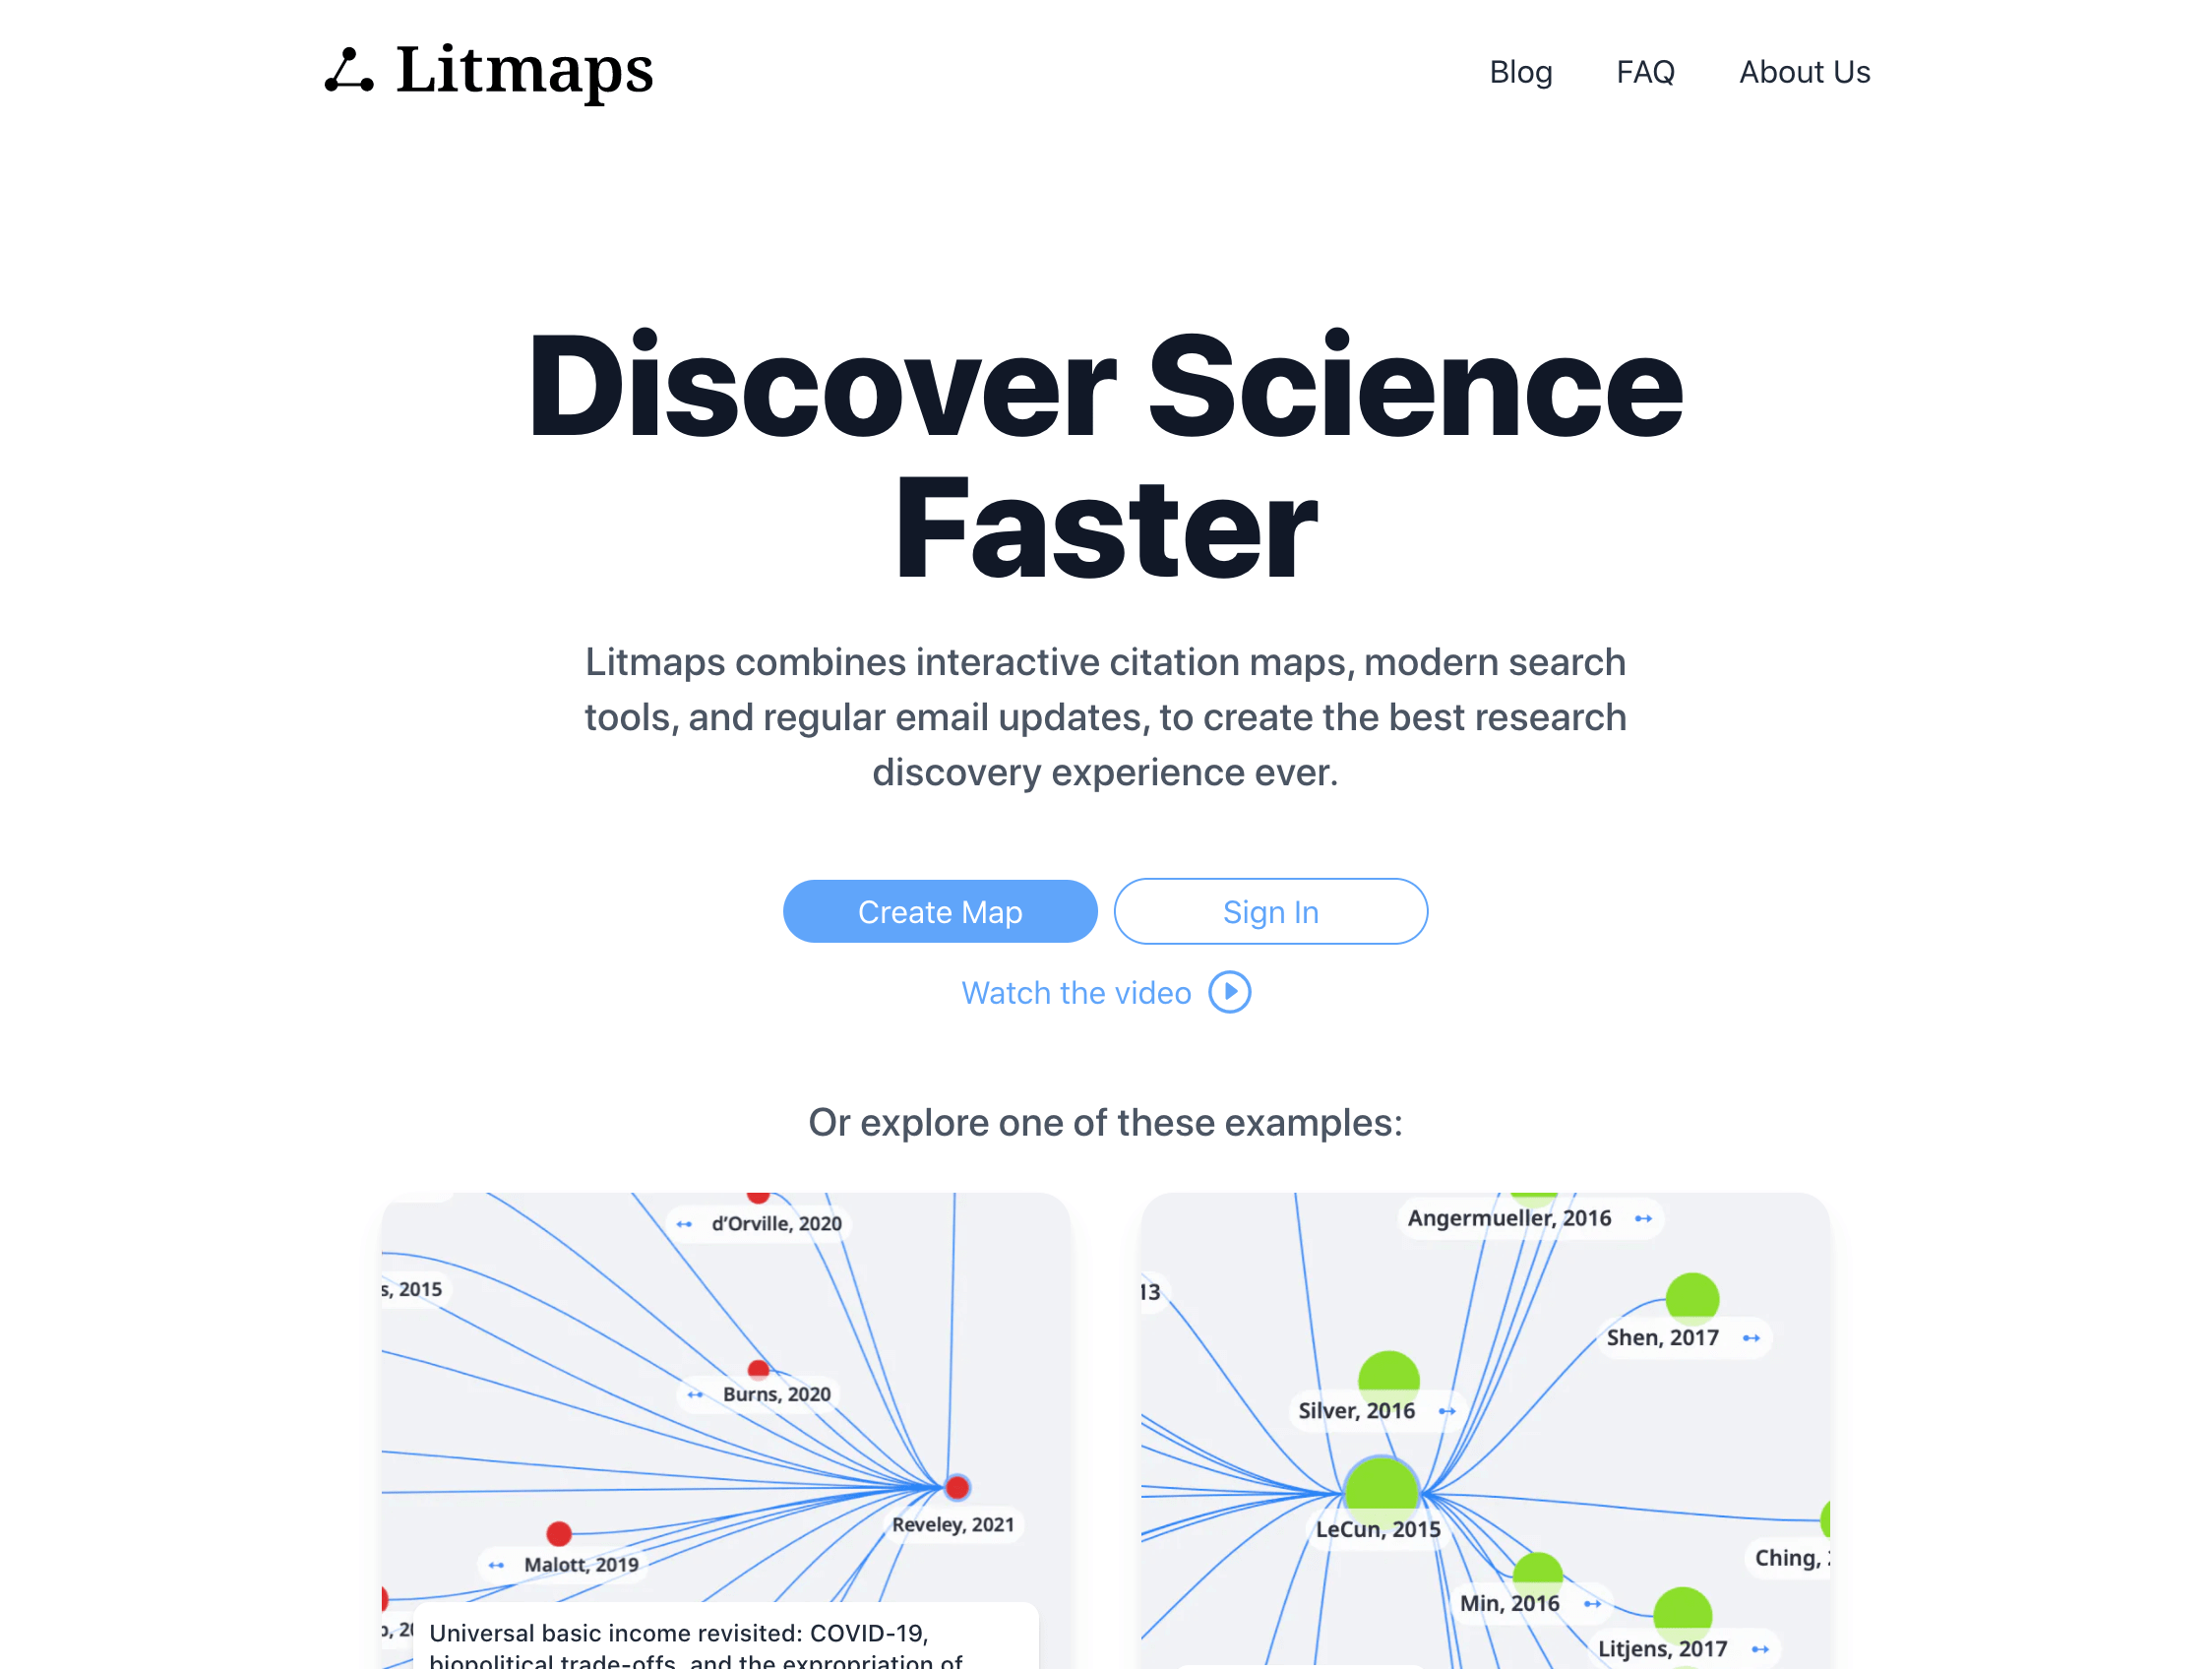 Litmaps
Blog
FAQ
About Us
Discover Science
Faster
Litmaps combines interactive citation maps, modern search
tools, and regular email updates, to create the best research
discovery experience ever.
Create Map
Sign In
Watch the video
Or explore one of these examples:
d'Orville, 2020
s, 2015
Burns, 2020
Reveley, 2021
Malott, 2019
Universal basic income revisited: COVID-19,
biopolitical trade-offs, and the expropriation of
Angermueller, 2016
13
Shen, 2017
Silver, 2016
LeCun, 2015
Ching,
Min, 2016
Litjens, 2017